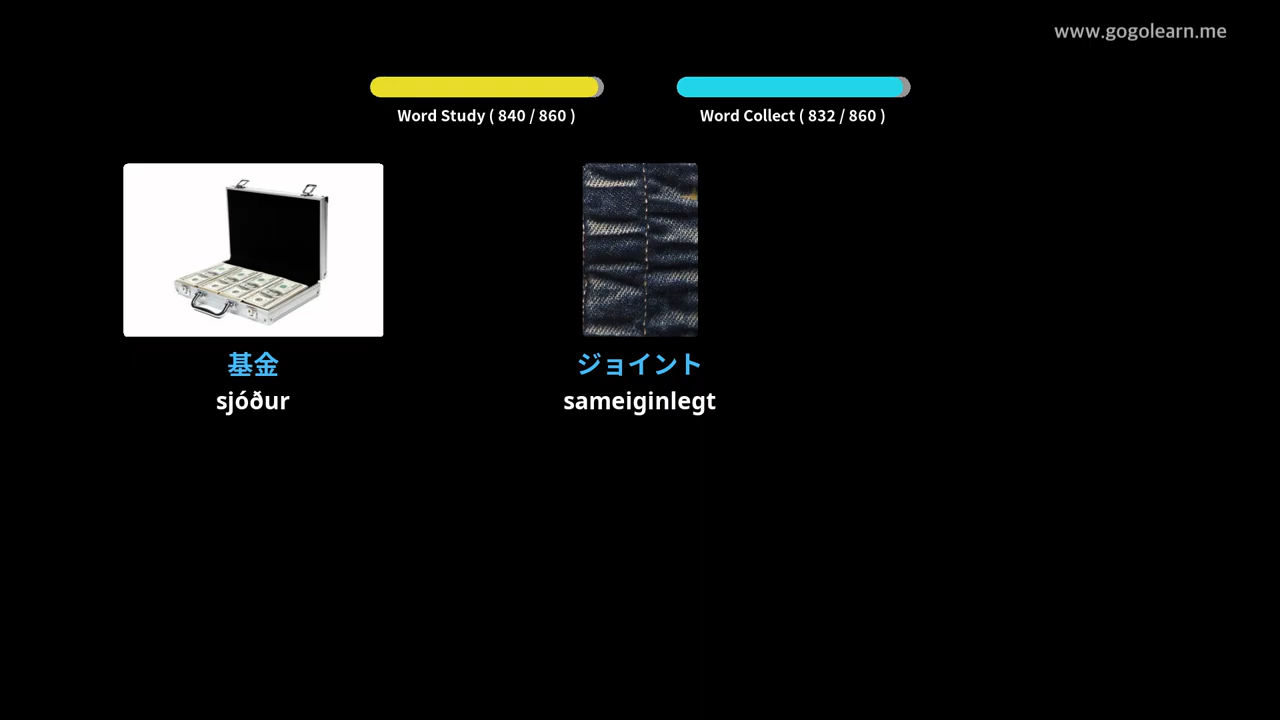 www.gogolearn.me
Word Study ( 840 / 860 )
Word Collect ( 832 / 860 )
基金
ジョイント
sjóður
sameiginlegt